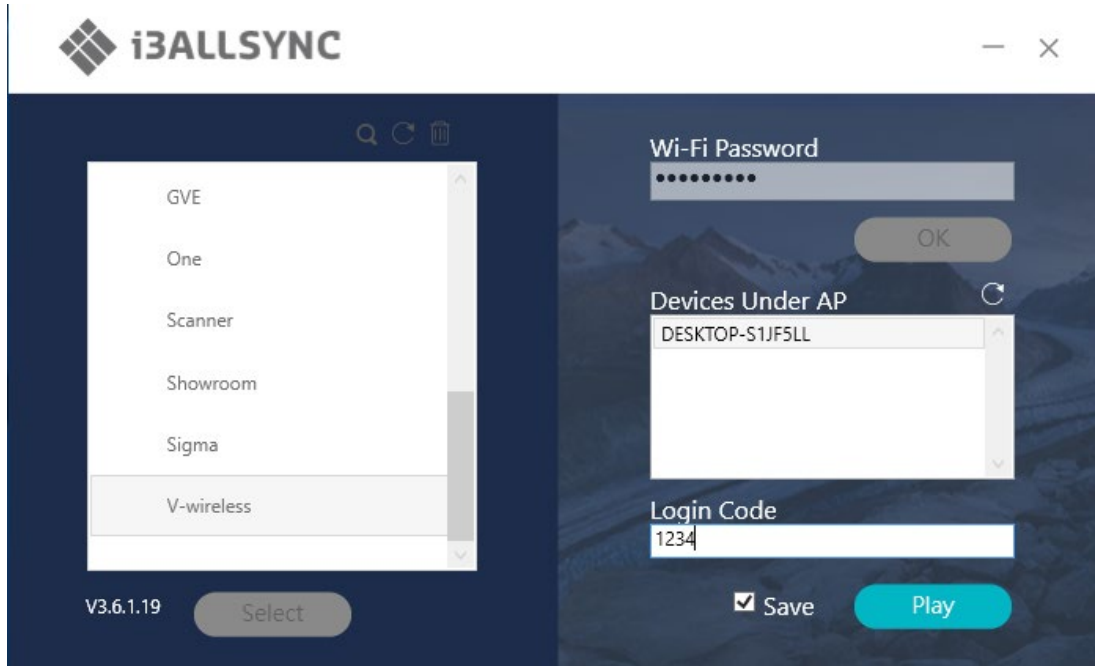 i3ALLSYNC
GVE
One
Scanner
Showroom
Sigma
V-wireless
V3.6.1.19
Select
Wi-Fi Password
•••••••••
OK
Devices Under AP
DESKTOP-S1JF5LL
Login Code
1234
Save
Play